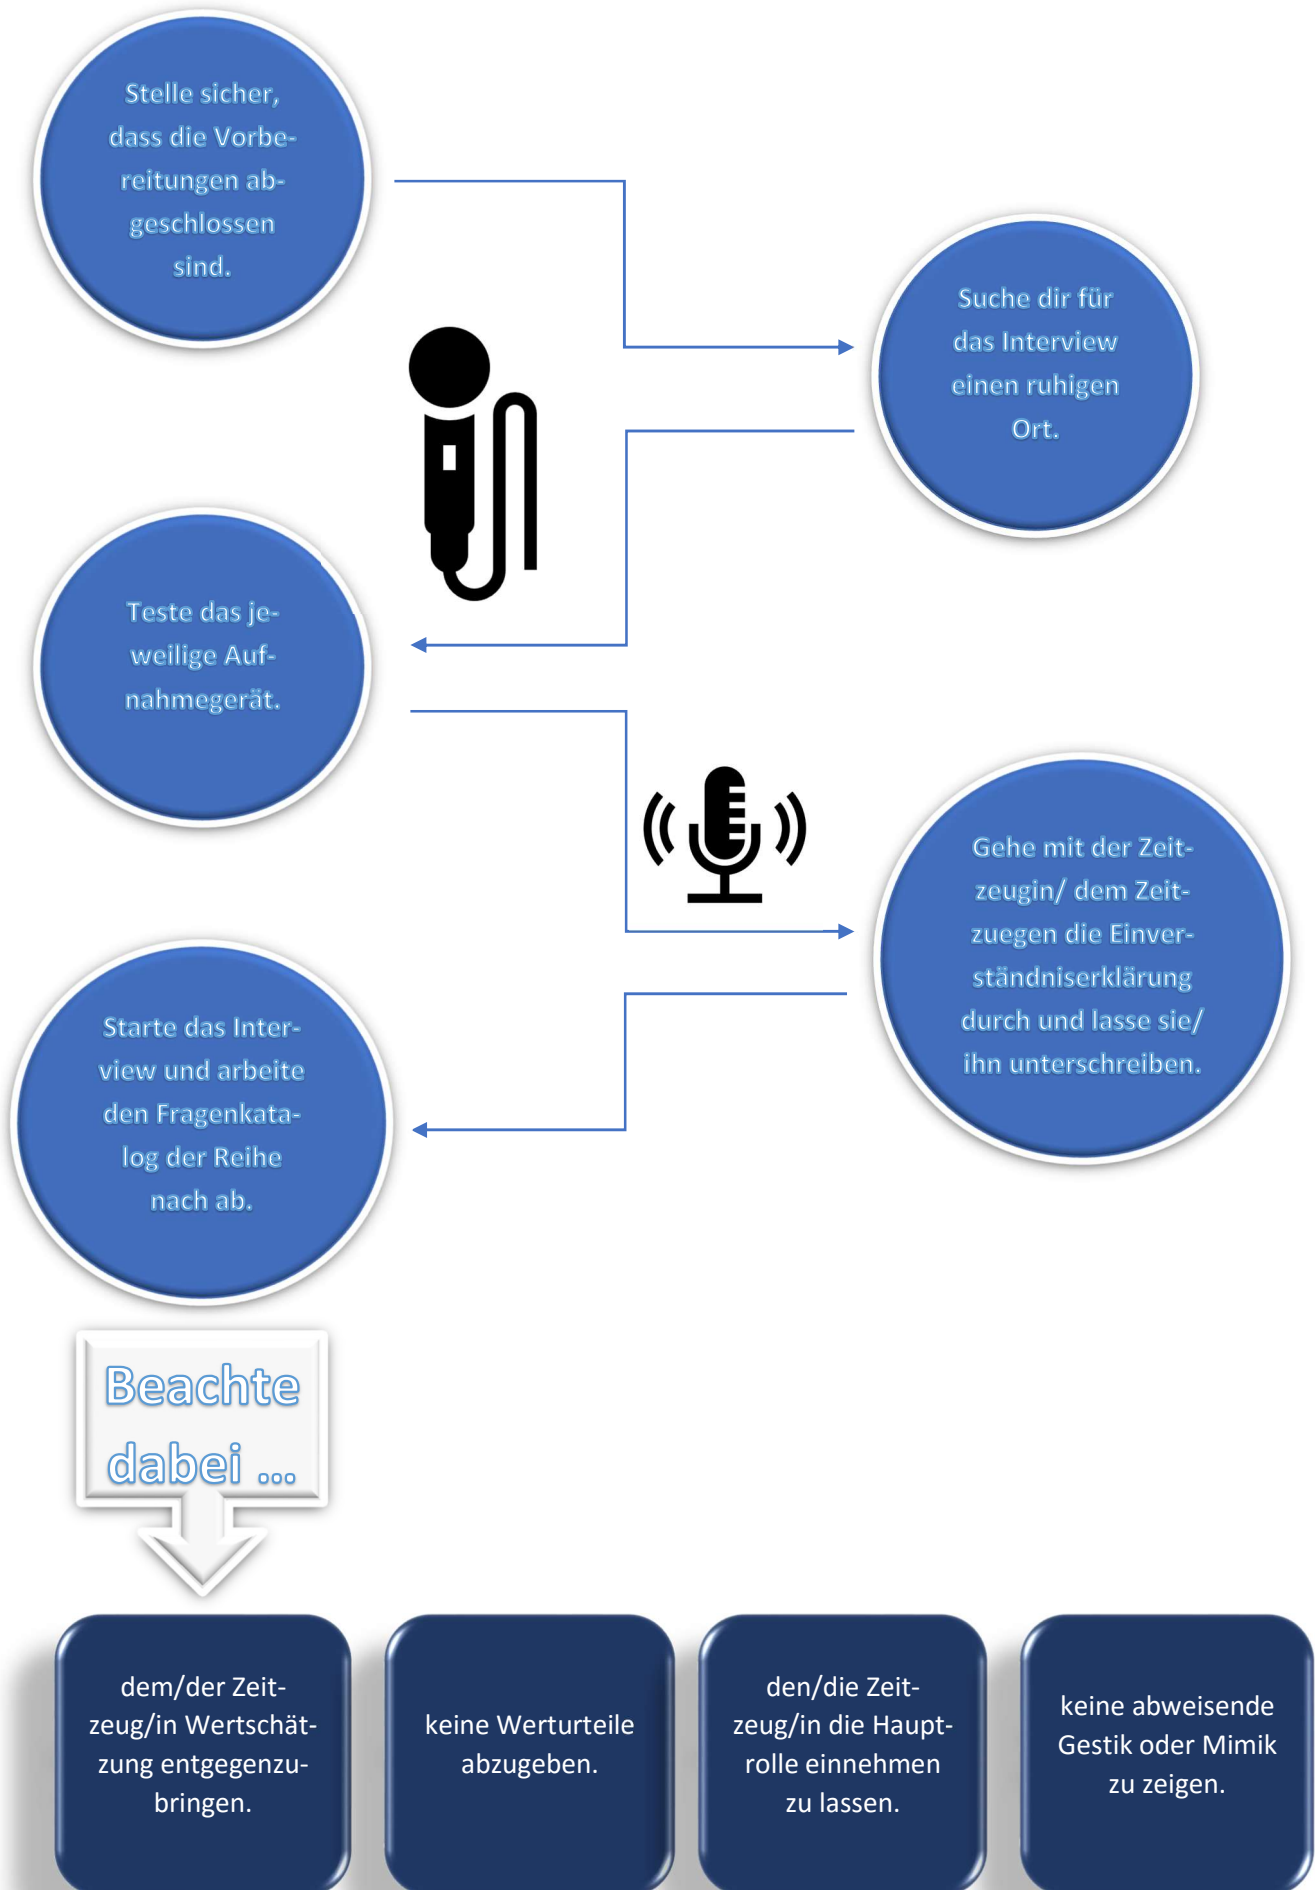 Stelle sicher,
dass die Vorbe-
reitungen ab-
geschlossen
sind.
Suche dir für
das Interview
einen ruhigen
Ort.
Teste das je-
weilige Auf-
nahmegerät.
Gehe mit der Zeit-
zeugin/ dem Zeit-
zuegen die Einver-
ständniserklärung
durch und lasse sie/
ihn unterschreiben.
Starte das Inter-
view und arbeite
den Fragenkata-
log der Reihe
nach ab.
Beachte
dabei ...
dem/der Zeit-
zeug/in Wertschät-
zung entgegenzu-
bringen.
keine Werturteile
abzugeben.
den/die Zeit-
zeug/in die Haupt-
rolle einnehmen
zu lassen.
keine abweisende
Gestik oder Mimik
zu zeigen.